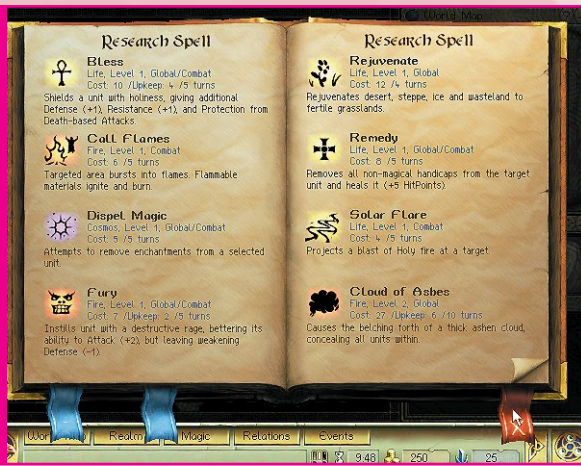 World Map
Research Spell
Bless
Life, Level 1, Global/Combat
Cost: 10 /Upkeep: 4 /5 turns
Shields a unit with holiness, giving additional
Defense (+1), Resistance (+1), and Protection from
Death-based Attacks.
Call Flames
Fire, Level 1, Combat
Cost: 6 /5 turns
Targeted area bursts into flames. Flammable
materials ignite and burn.
Dispel Magic
Cosmos, Level 1, Global/Combat
Cost: 5 /5 turns
Attempts to remove enchantments from a selected
unit.
Fury
Fire, Level 1, Global/Combat
Cost: 7 /Upkeep: 2 /5 turns
Instills unit with a destructive rage, bettering its
ability to Attack (+2), but leaving weakening
Defense (-1).
Research Spell
Rejuvenate
Life, Level 1, Global
Cost: 12 /4 turns
Rejuvenates desert, steppe, ice and wasteland to
fertile grasslands.
Remedy
Life, Level 1, Global/Combat
Cost: 8 /5 turns
Removes all non-magical handicaps from the target
unit and heals it (+5 HitPoints).
Solar Flare
Life, Level 1, Combat
Cost: 4 /5 turns
Projects a blast of Holy fire at a target.
Cloud of Ashes
Fire, Level 2, Global
Cost: 27 /Upkeep: 6 /10 turns
Causes the belching forth of a thick ashen cloud,
concealing all units within.
Realm Magic Relations Events
9:48 250 25